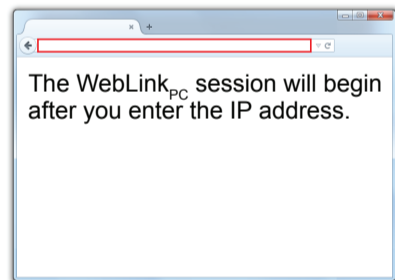 The WebLinkPC session will begin
after you enter the IP address.